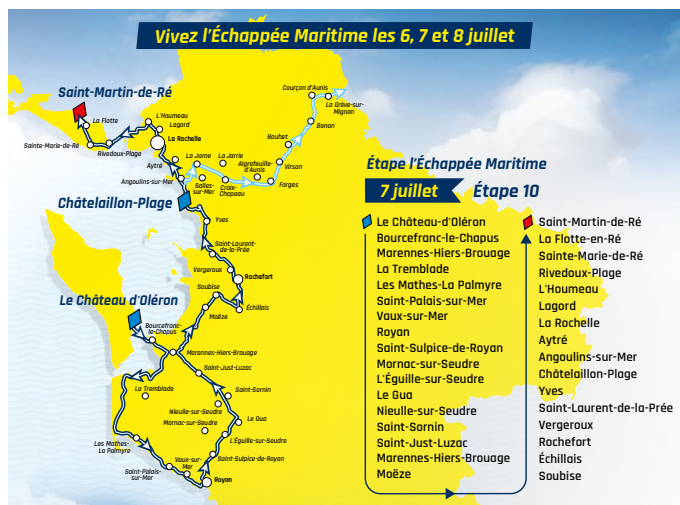 Vivez l'Échappée Maritime les 6, 7 et 8 juillet
Saint-Martin-de-Ré
La Flotte
Sainte-Marie-de-Ré
Rivedoux-Plage
L'Houmeau
Lagord
La Rochelle
Aytré
Angoulins-sur-Mer
Courçon d'Aunis
La Grève-sur-
Mignon
Benon
Bouhet
Virson
Forges
Aigrefeuille-
d'Aunis
La Jarrie
Croix-
Chapeau
La Jarne
Salles-
sur-Mer
Châtelaillon-Plage
Yves
Saint-Laurent-
de-la-Prée
Vergeroux
Rochefort
Soubise
Échillais
Moëze
Le Château d'Oléron
Bourcefranc-
le-Chapus
Marennes-Hiers-Brouage
Saint-Just-Luzac
La Tremblade
Saint-Sornin
Nieulle-sur-Seudre
Mornac-sur-Seudre
Le Gua
L'Éguille-sur-Seudre
Les Mathes-
La Palmyre
Saint-Sulpice-de-Royan
Vaux-sur-
Mer
Saint-Palais-
sur-Mer
Royan
Étape l'Échappée Maritime
7 juillet
Étape 10
Le Château-d'Oléron
Bourcefranc-le-Chapus
Marennes-Hiers-Brouage
La Tremblade
Les Mathes-La Palmyre
Saint-Palais-sur-Mer
Vaux-sur-Mer
Royan
Saint-Sulpice-de-Royan
Mornac-sur-Seudre
L'Éguille-sur-Seudre
Le Gua
Nieulle-sur-Seudre
Saint-Sornin
Saint-Just-Luzac
Marennes-Hiers-Brouage
Moëze
Saint-Martin-de-Ré
La Flotte-en-Ré
Sainte-Marie-de-Ré
Rivedoux-Plage
L'Houmeau
Lagord
La Rochelle
Aytré
Angoulins-sur-Mer
Châtelaillon-Plage
Yves
Saint-Laurent-de-la-Prée
Vergeroux
Rochefort
Échillais
Soubise